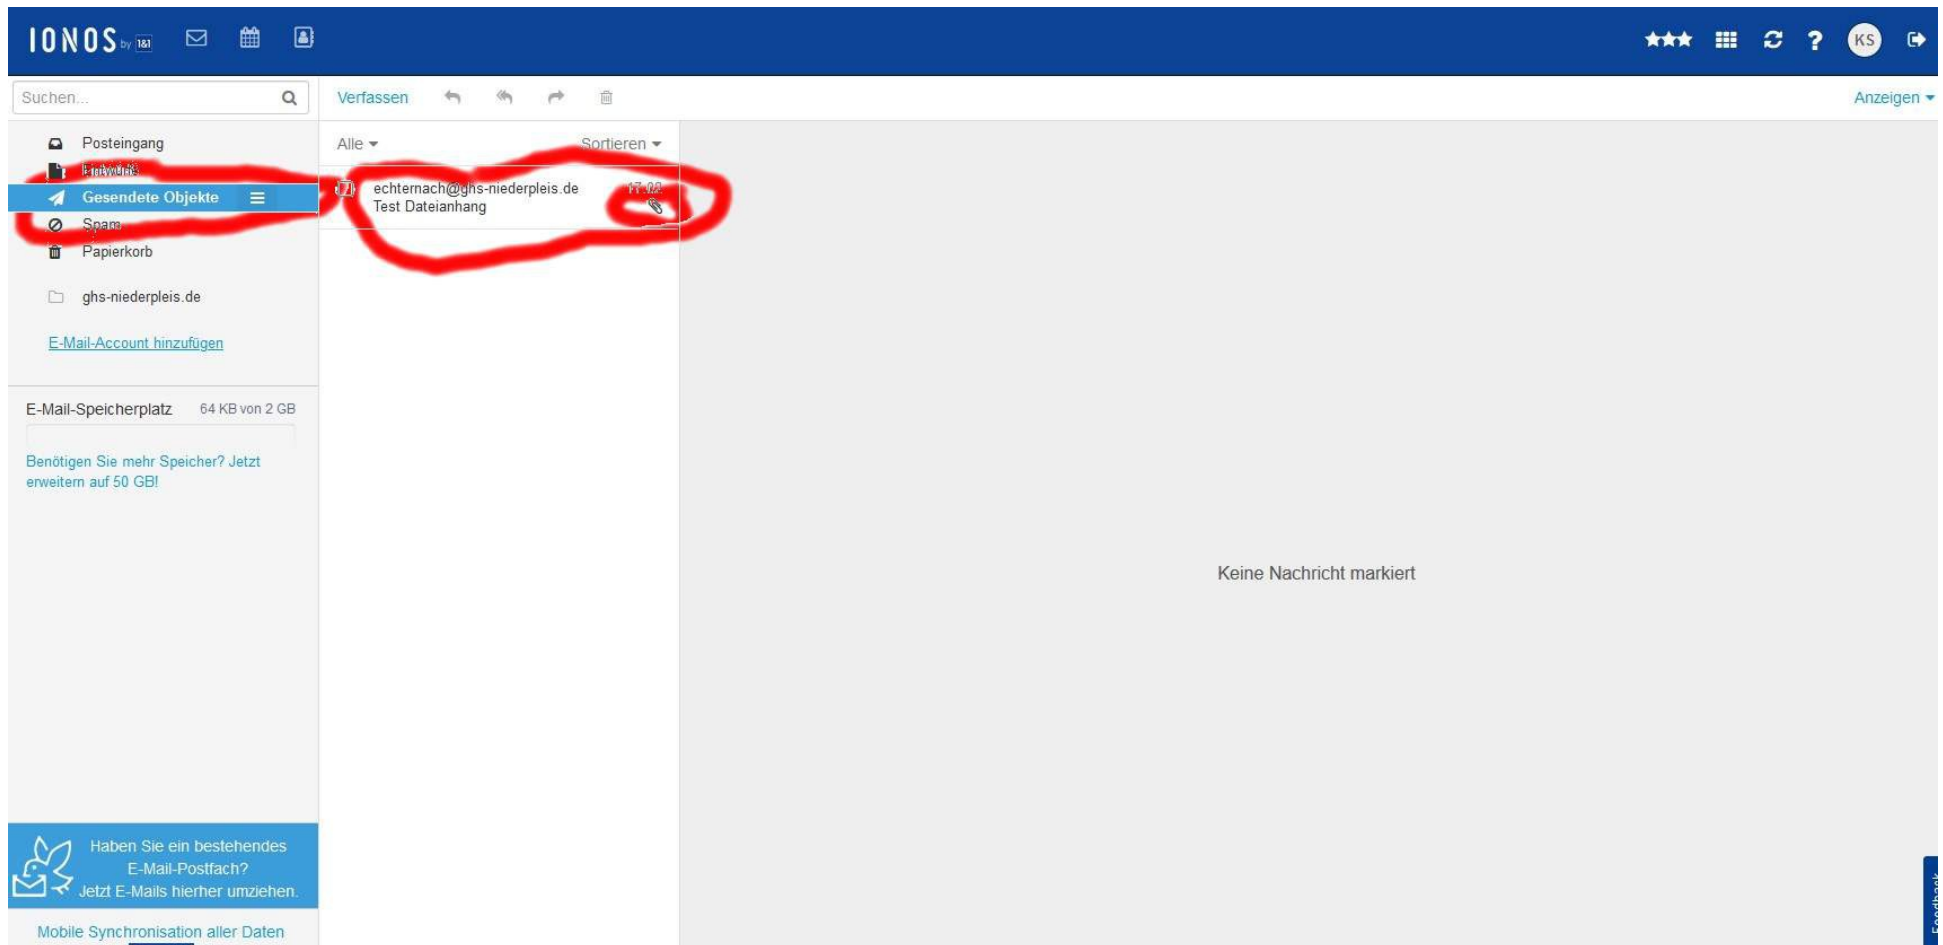 IONOS by 1&1
KS
Suchen...
Verfassen
Anzeigen
Posteingang
Gesendete Objekte
Spam
Papierkorb
ghs-niederpleis.de
E-Mail-Account hinzufügen
E-Mail-Speicherplatz 64 KB von 2 GB
Benötigen Sie mehr Speicher? Jetzt
erweitern auf 50 GB!
Haben Sie ein bestehendes
E-Mail-Postfach?
Jetzt E-Mails hierher umziehen.
Mobile Synchronisation aller Daten
Alle
Sortieren
echternach@ghs-niederpleis.de
Test Dateianhang
Keine Nachricht markiert
Feedback